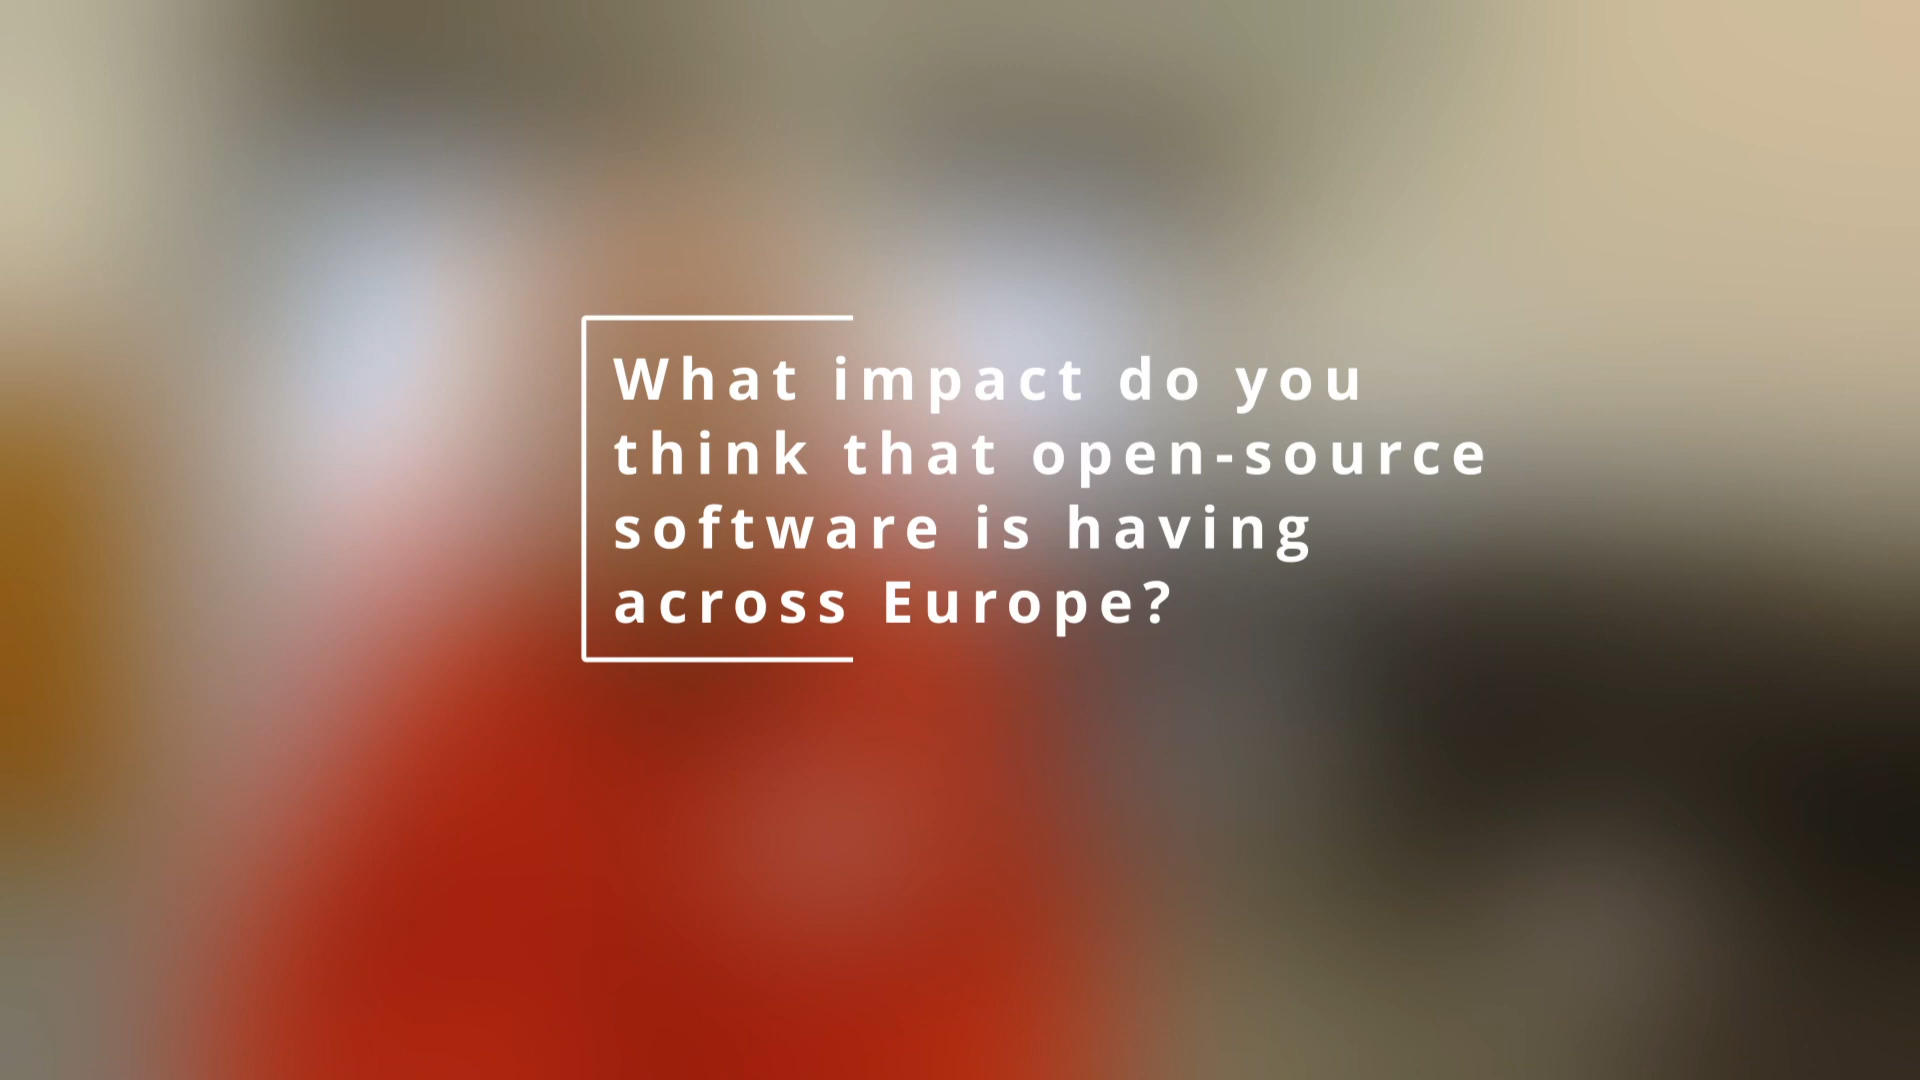 What impact do you
think that open-source
software is having
across Europe?